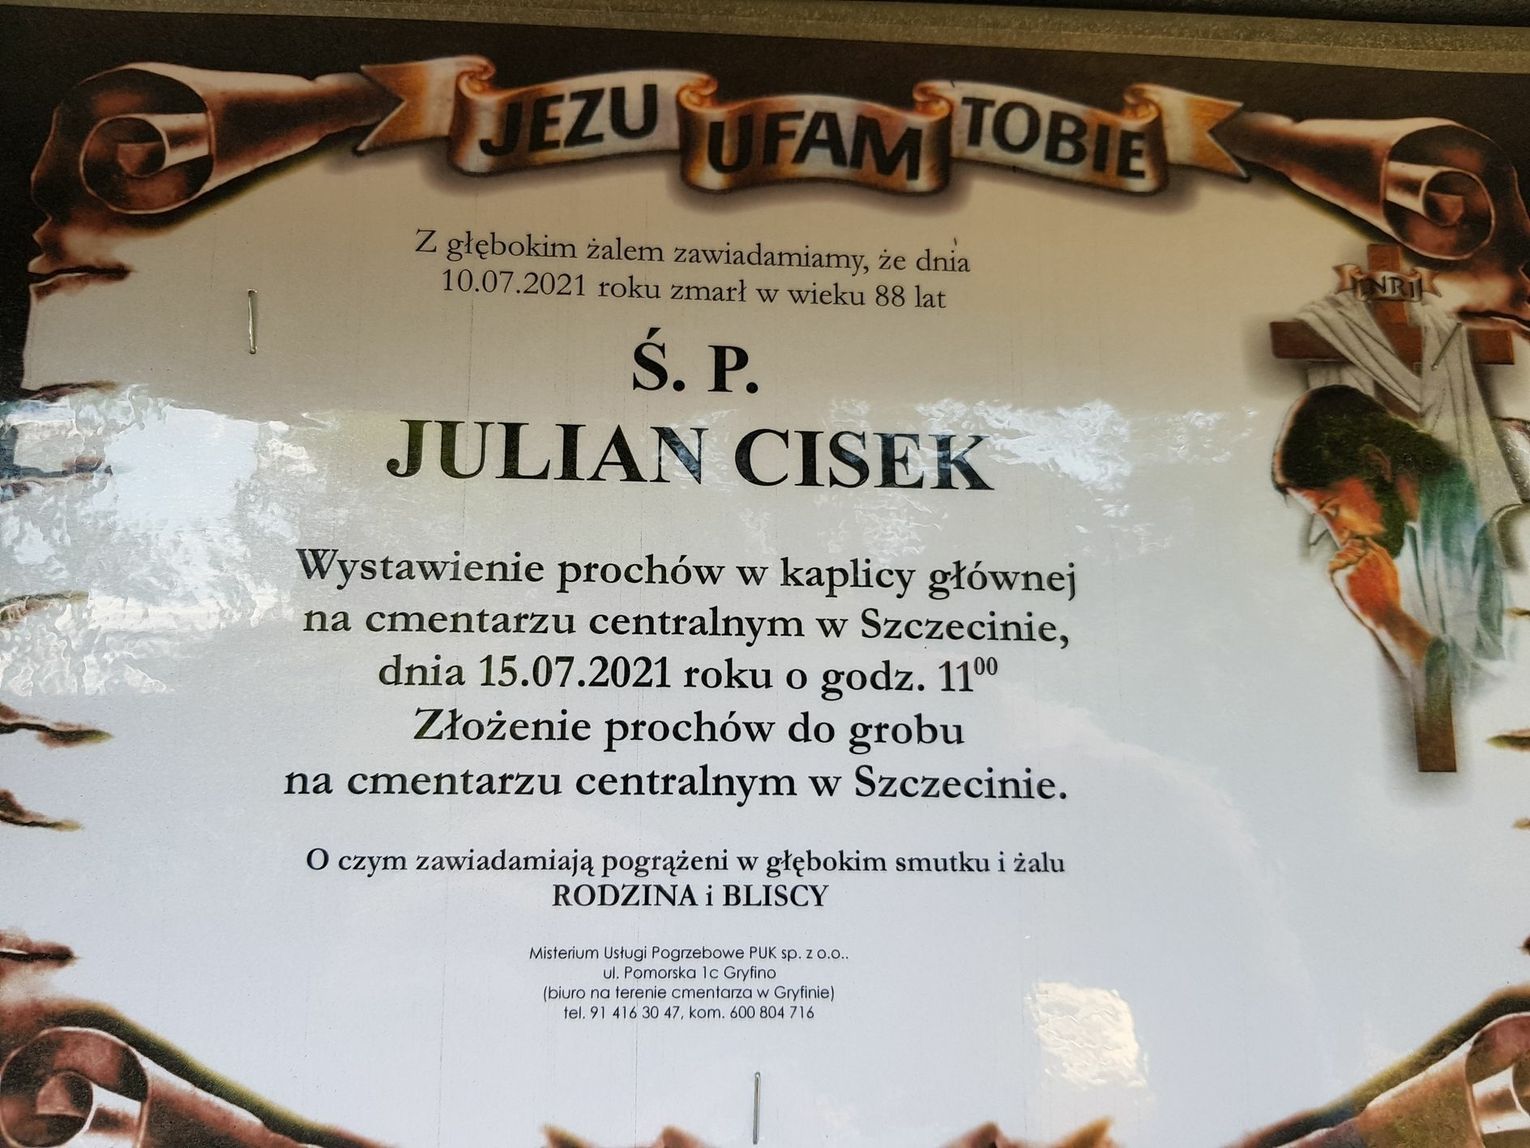 JEZU UFAM TOBIE
Z głębokim żalem zawiadamiamy, że dnia
10.07.2021 roku zmarł w wieku 88 lat
Ś. P.
JULIAN CISEK
INRI
Wystawienie prochów w kaplicy głównej
na cmentarzu centralnym w Szczecinie,
dnia 15.07.2021 roku o godz. 11⁰⁰
Złożenie prochów do grobu
na cmentarzu centralnym w Szczecinie.
O czym zawiadamiają pogrążeni w głębokim smutku i żalu
RODZINA i BLISCY
Misterium Usługi Pogrzebowe PUK sp. z o.o..
ul. Pomorska 1c Gryfino
(biuro na terenie cmentarza w Gryfinie)
tel. 91 416 30 47, kom. 600 804 716